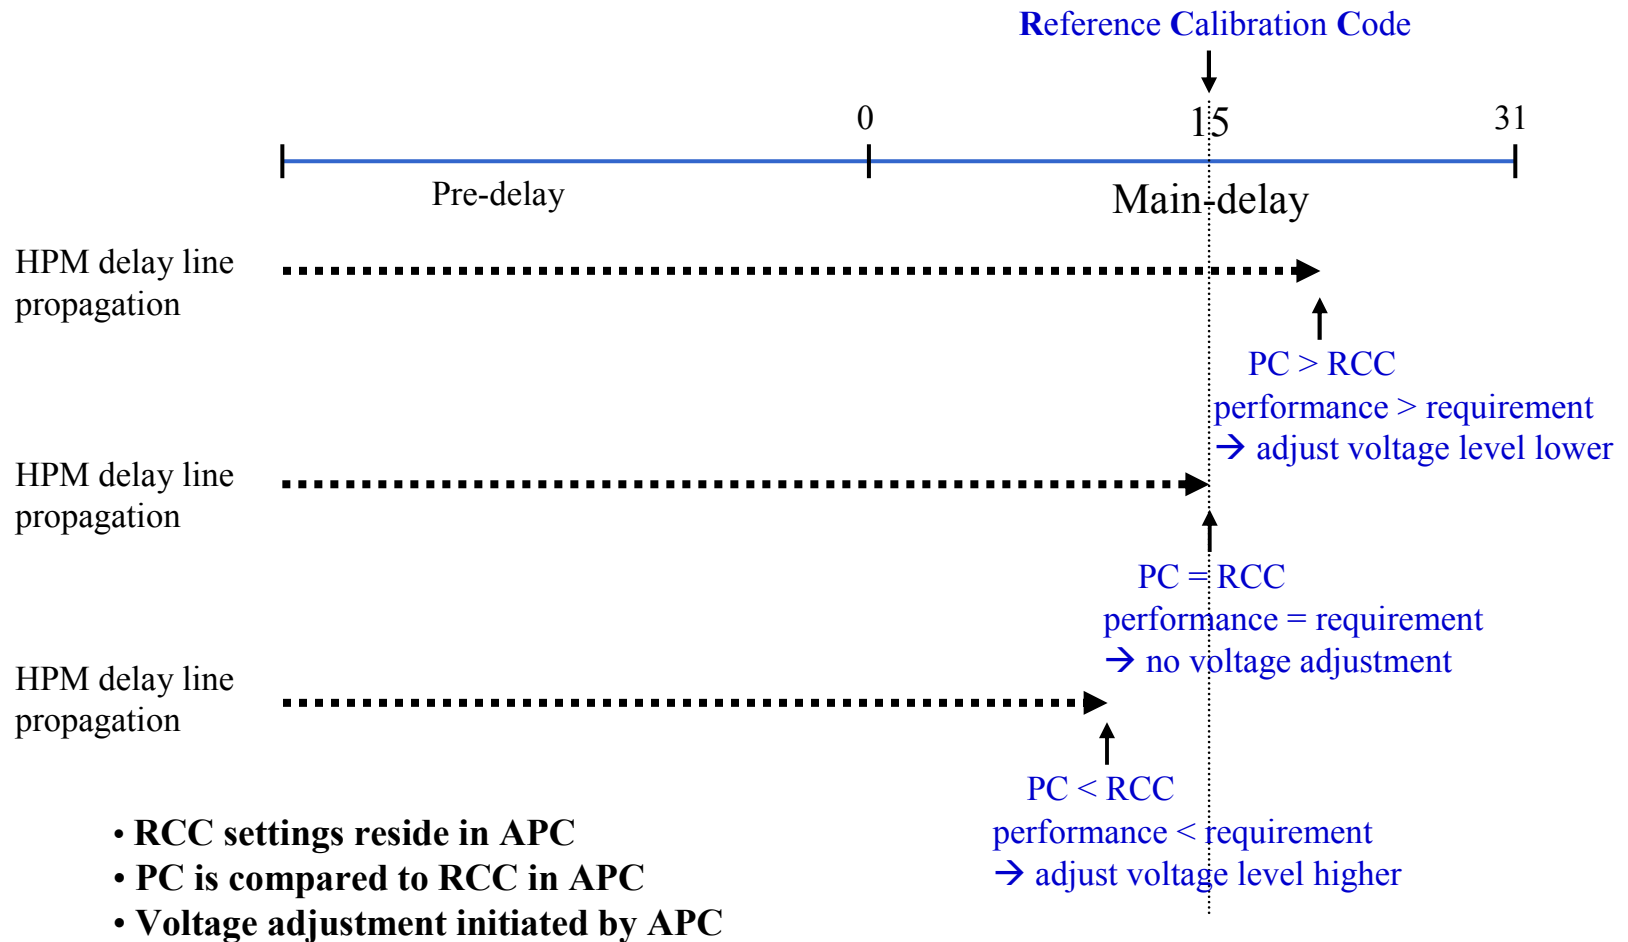 Reference Calibration Code
0 15 31
Pre-delay
Main-delay
HPM delay line
propagation
PC > RCC
performance > requirement
→ adjust voltage level lower
HPM delay line
propagation
PC = RCC
performance = requirement
→ no voltage adjustment
HPM delay line
propagation
PC < RCC
performance < requirement
→ adjust voltage level higher
• RCC settings reside in APC
• PC is compared to RCC in APC
• Voltage adjustment initiated by APC